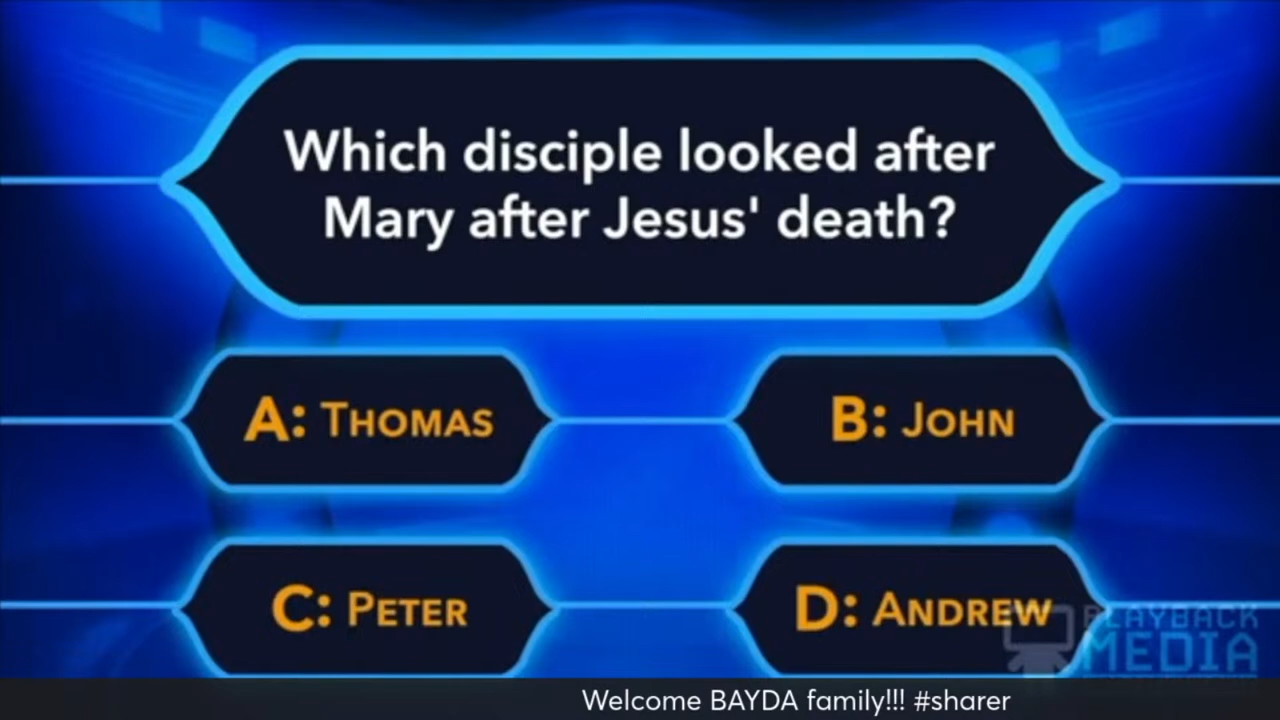 Which disciple looked after
Mary after Jesus' death?
A: THOMAS
B: JOHN
C: PETER
D: ANDREW
PLAYBACK
MEDIA
Welcome BAYDA family!!! #sharer